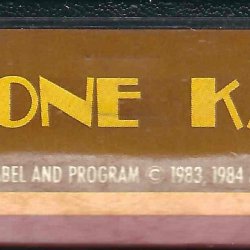 ONE KA
BEL AND PROGRAM © 1983, 1984